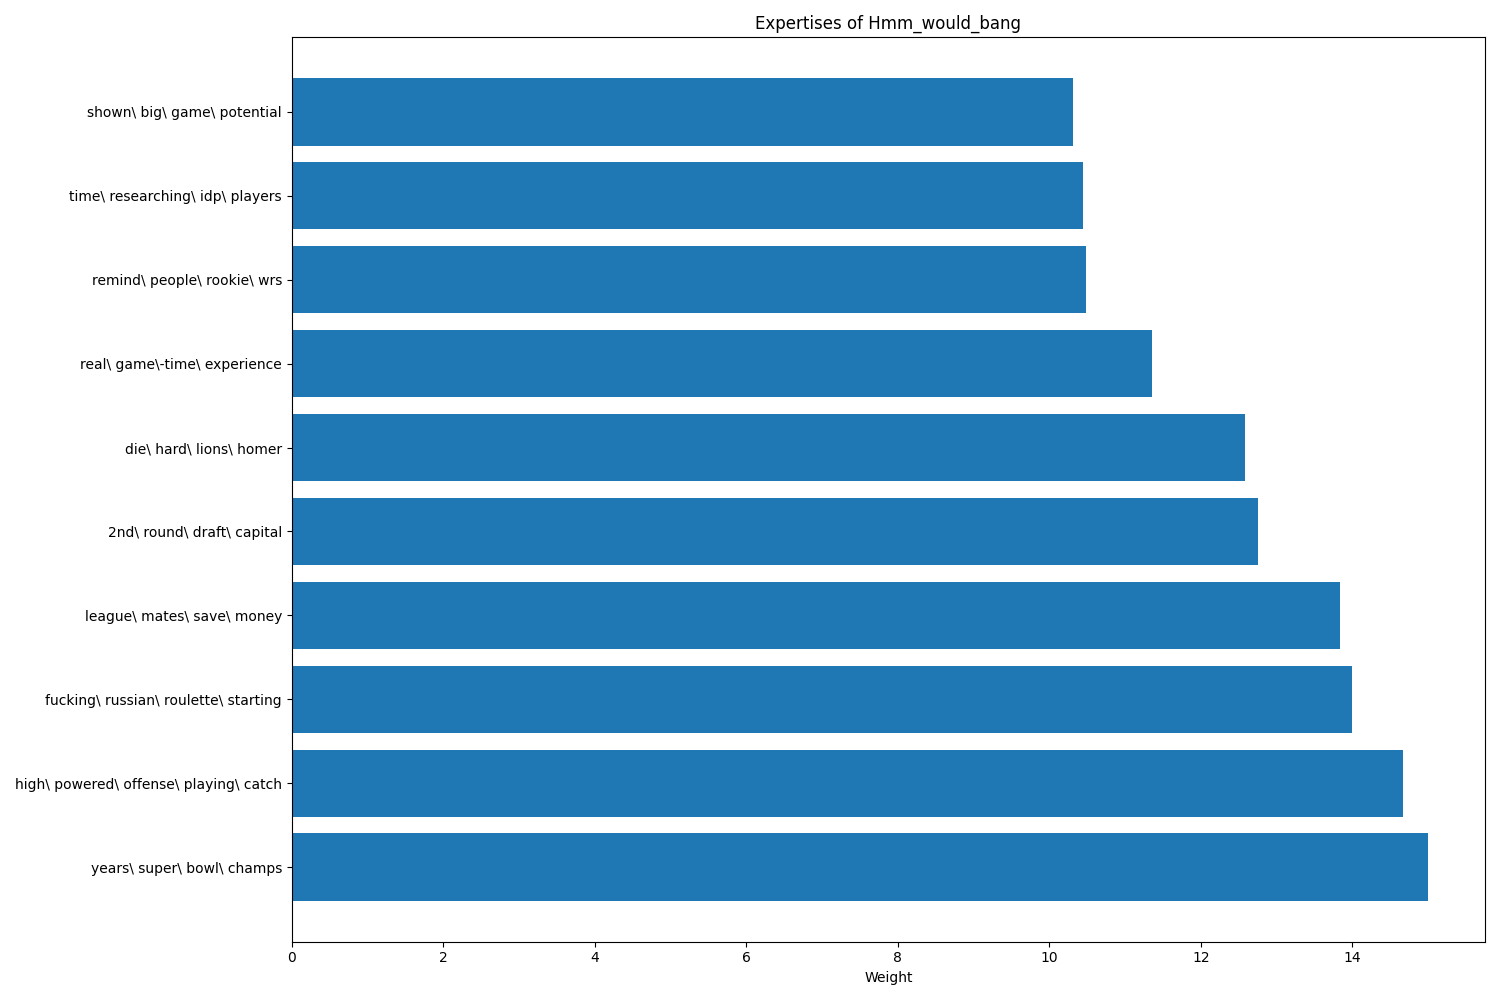 Expertises of Hmm_would_bang
shown\ big\ game\ potential
time\ researching\ idp\ players
remind\ people\ rookie\ wrs
real\ game\-time\ experience
die\ hard\ lions\ homer
2nd\ round\ draft\ capital
league\ mates\ save\ money
fucking\ russian\ roulette\ starting
high\ powered\ offense\ playing\ catch
years\ super\ bowl\ champs
0 2 4 6 8 10 12 14
Weight